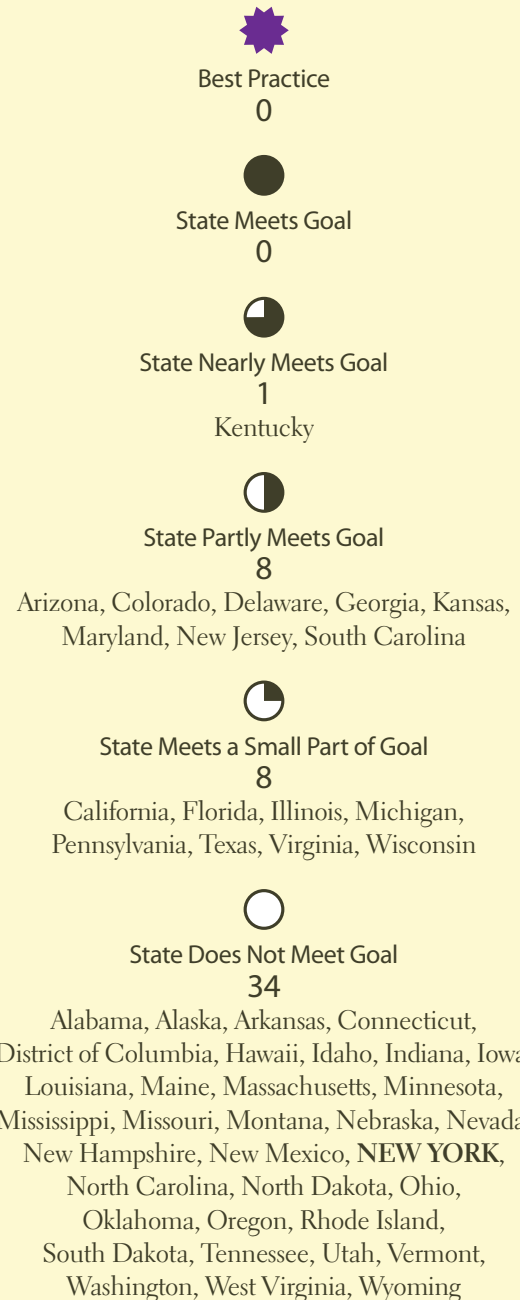 Best Practice
0
State Meets Goal
0
State Nearly Meets Goal
1
Kentucky
State Partly Meets Goal
8
Arizona, Colorado, Delaware, Georgia, Kansas,
Maryland, New Jersey, South Carolina
State Meets a Small Part of Goal
8
California, Florida, Illinois, Michigan,
Pennsylvania, Texas, Virginia, Wisconsin
State Does Not Meet Goal
34
Alabama, Alaska, Arkansas, Connecticut,
District of Columbia, Hawaii, Idaho, Indiana, Iowa
Louisiana, Maine, Massachusetts, Minnesota,
Mississippi, Missouri, Montana, Nebraska, Nevada
New Hampshire, New Mexico, NEW YORK,
North Carolina, North Dakota, Ohio,
Oklahoma, Oregon, Rhode Island,
South Dakota, Tennessee, Utah, Vermont,
Washington, West Virginia, Wyoming